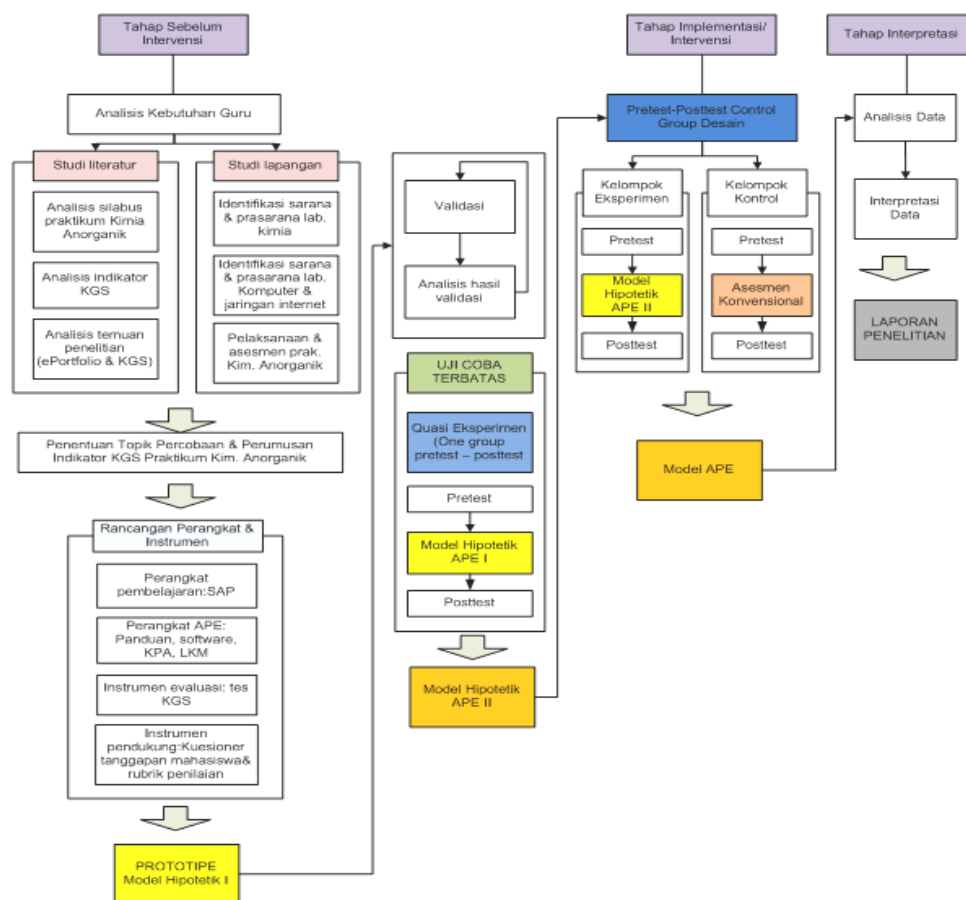 Tahap Sebelum
Intervensi
Analisis Kebutuhan Guru
Studi literatur
Analisis silabus
praktikum Kimia
Anorganik
Analisis indikator
KGS
Analisis temuan
penelitian
(ePortfolio & KGS)
Studi lapangan
Identifikasi sarana
& prasarana lab.
kimia
Identifikasi sarana
& prasarana lab.
Komputer &
jaringan internet
Pelaksanaan &
asesmen prak.
Kim. Anorganik
Penentuan Topik Percobaan & Perumusan
Indikator KGS Praktikum Kim. Anorganik
Rancangan Perangkat &
Instrumen
Perangkat
pembelajaran:SAP
Perangkat APE:
Panduan, software,
KPA, LKM
Instrumen evaluasi: tes
KGS
Instrumen
pendukung:Kuesioner
tanggapan mahasiswa&
rubrik penilaian
PROTOTIPE
Model Hipotetik I
Validasi
Analisis hasil
validasi
UJI COBA
TERBATAS
Quasi Eksperimen
(One group
pretest – posttest
Pretest
Model Hipotetik
APE I
Posttest
Model Hipotetik
APE II
Tahap Implementasi/
Intervensi
Pretest-Posttest Control
Group Desain
Kelompok
Eksperimen
Pretest
Model
Hipotetik
APE II
Posttest
Kelompok
Kontrol
Pretest
Asesmen
Konvensional
Posttest
Model APE
Tahap Interpretasi
Analisis Data
Interpretasi
Data
LAPORAN
PENELITIAN